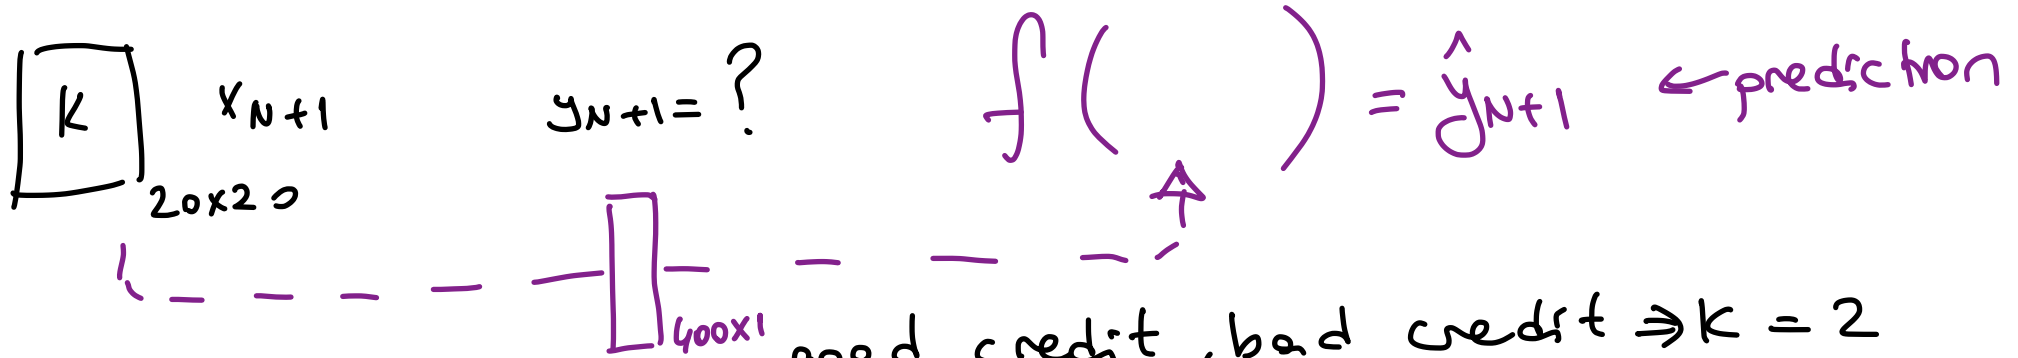 K x_{N+1} y_{N+1} = ? f( ) = ŷ_{N+1} ← prediction
20x20
400x1
good credit, bad credit ⇒ K = 2